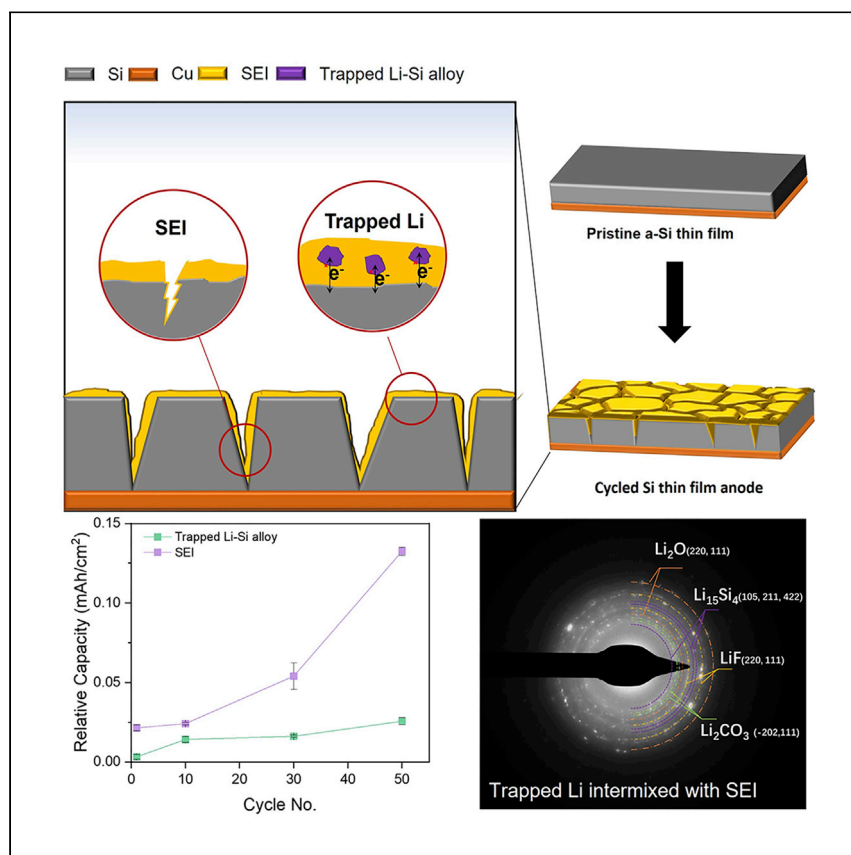 Si Cu SEI Trapped Li-Si alloy
SEI
Trapped Li
e-
e-
e-
Pristine a-Si thin film
Cycled Si thin film anode
Relative Capacity (mAh/cm²)
0.15
0.10
0.05
0.00
Trapped Li-Si alloy
SEI
0 10 20 30 40 50
Cycle No.
Li₂O(220, 111)
Li₁₅Si₄(105, 211, 422)
LiF(220, 111)
Li₂CO₃ (-202,111)
Trapped Li intermixed with SEI